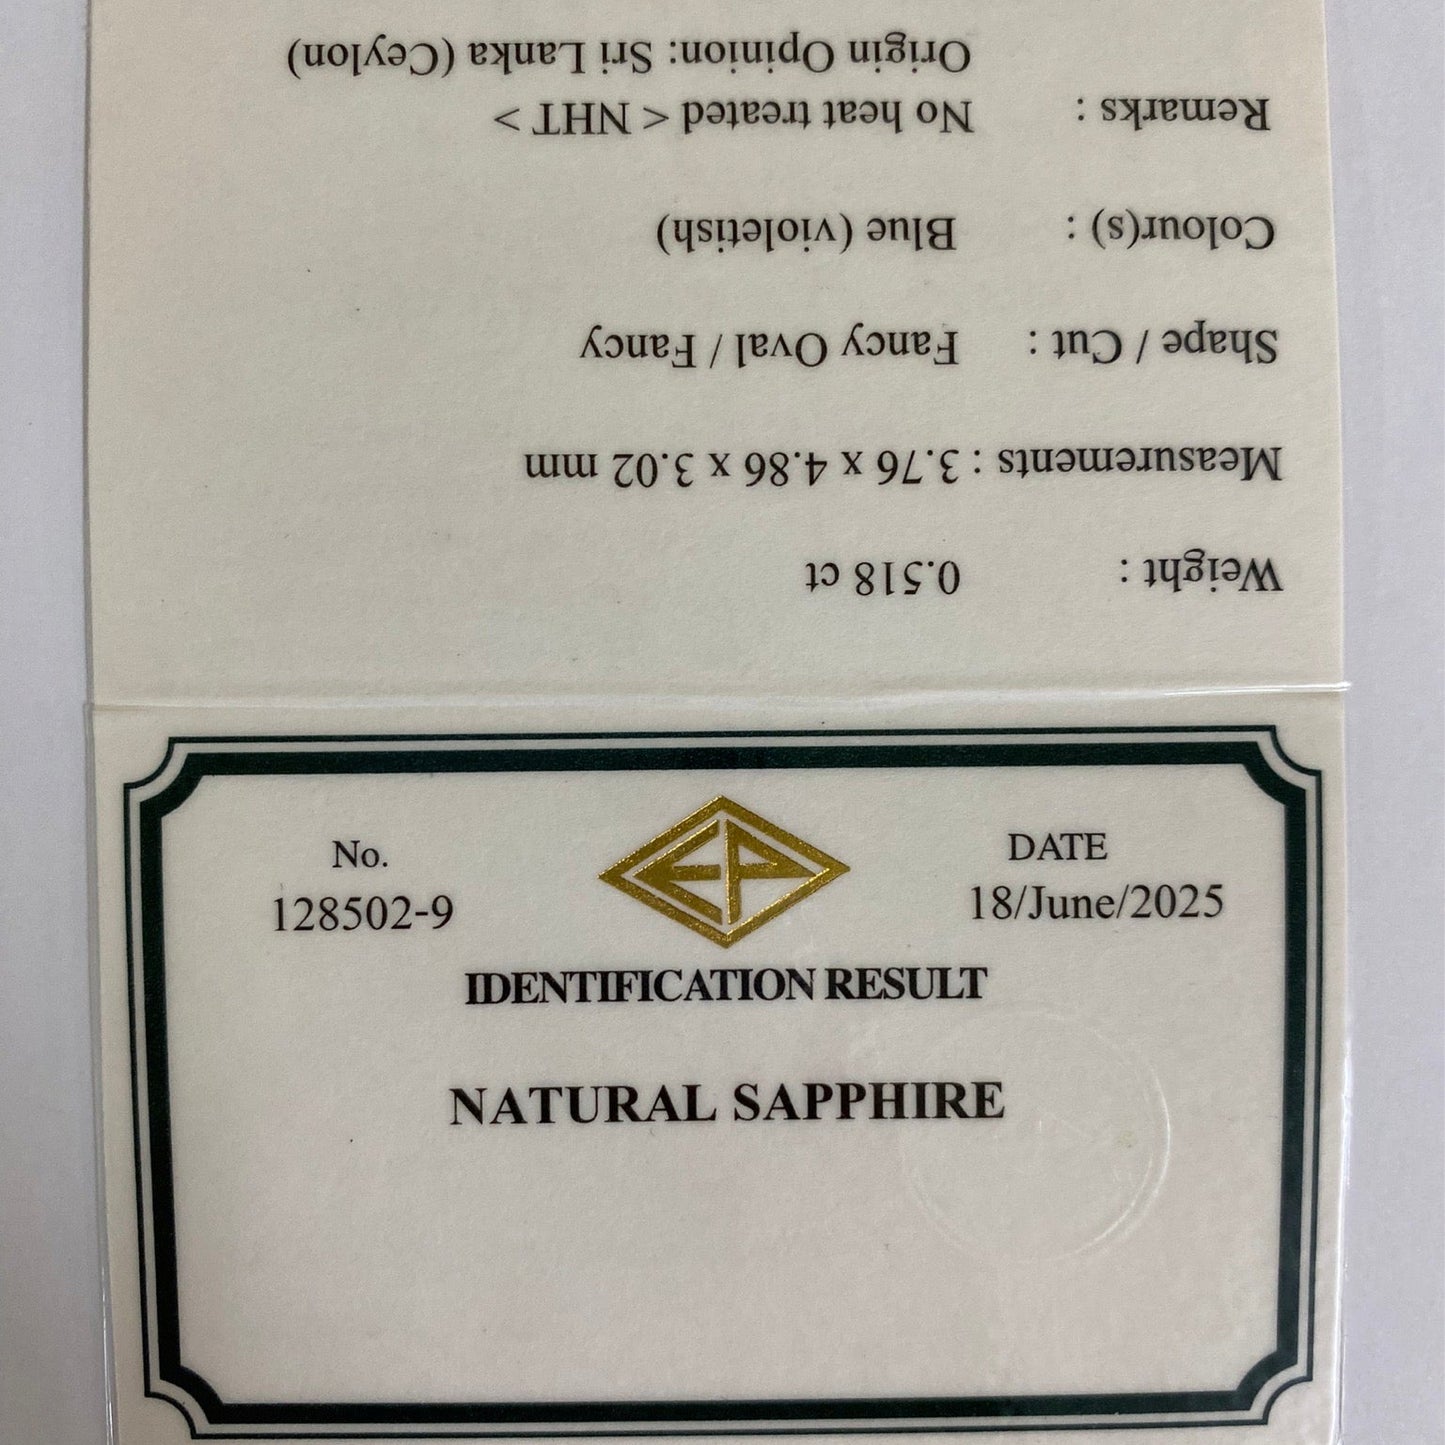 No.
128502-9
EP
DATE
18/June/2025
IDENTIFICATION RESULT
NATURAL SAPPHIRE
Weight : 0.518 ct
Measurements : 3.76 x 4.86 x 3.02 mm
Shape / Cut : Fancy Oval / Fancy
Colour(s) : Blue (violetish)
Remarks : No heat treated < NHT >
Origin Opinion: Sri Lanka (Ceylon)